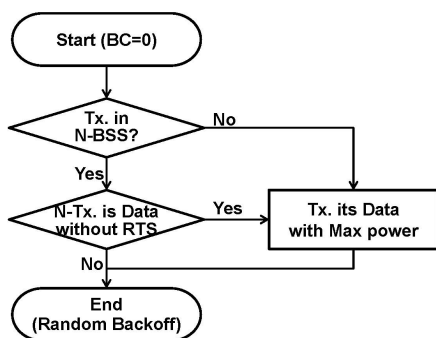 Start (BC=0)
Tx. in
N-BSS?
No
Yes
N-Tx. is Data
without RTS
Yes
Tx. its Data
with Max power
No
End
(Random Backoff)